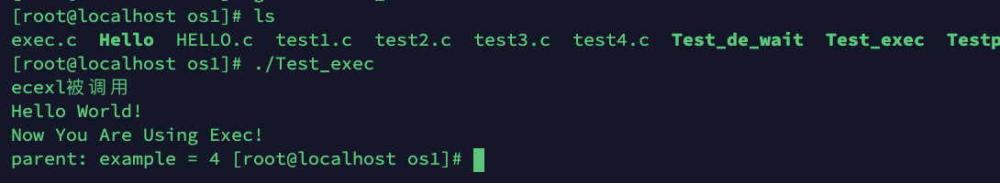 [root@localhost os1]# ls
exec.c Hello HELLO.c test1.c test2.c test3.c test4.c Test_de_wait Test_exec Testp
[root@localhost os1]# ./Test_exec
ecexl被调用
Hello World!
Now You Are Using Exec!
parent: example = 4 [root@localhost os1]#